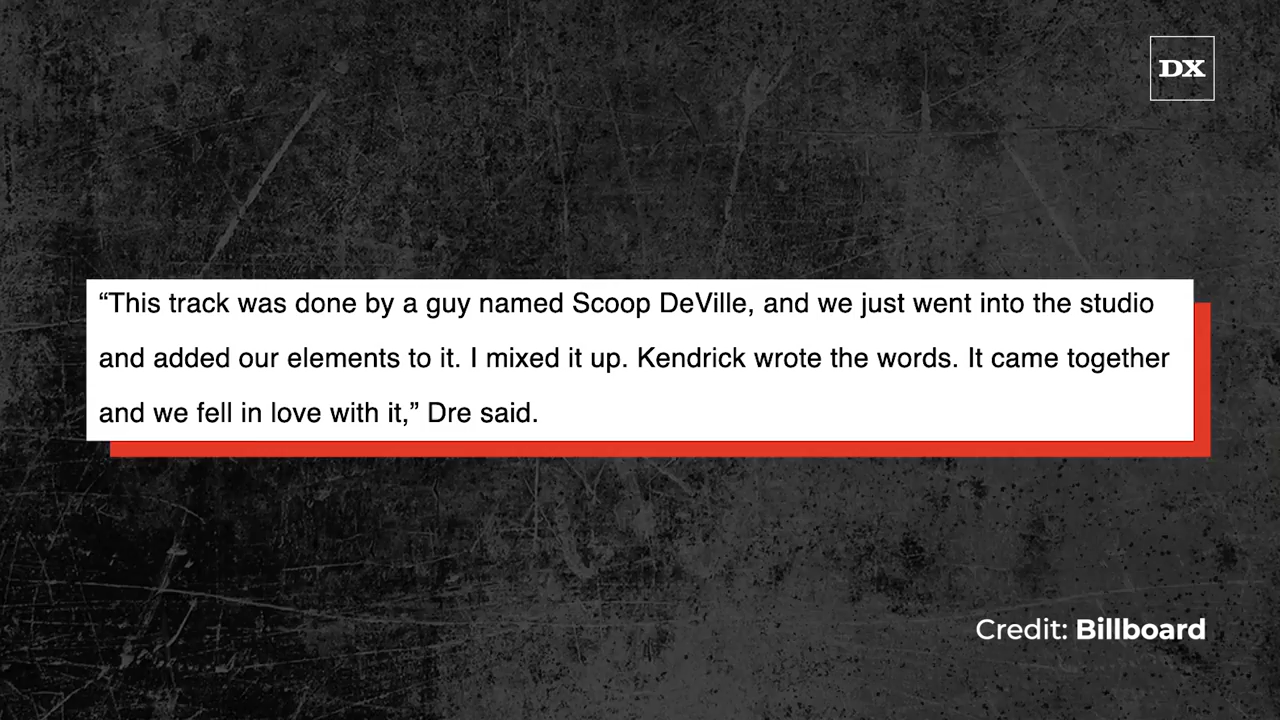 DX
“This track was done by a guy named Scoop DeVille, and we just went into the studio
and added our elements to it. I mixed it up. Kendrick wrote the words. It came together
and we fell in love with it,” Dre said.
Credit: Billboard